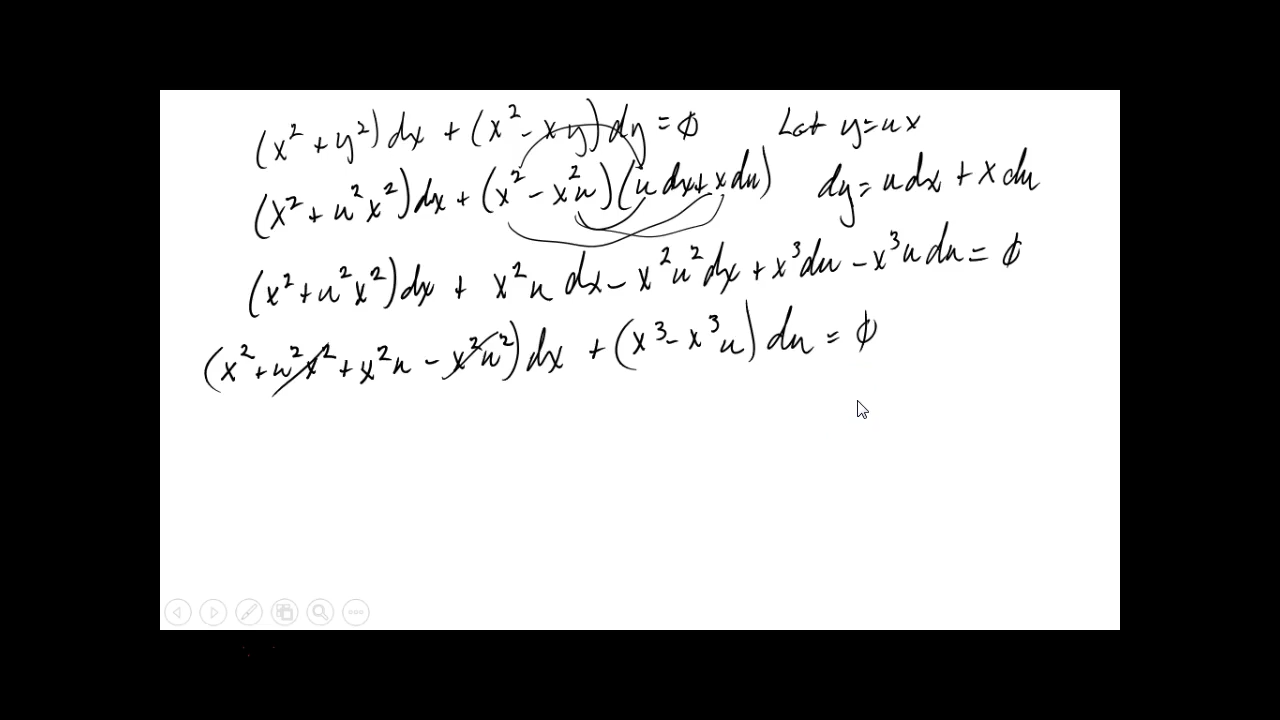 (x² + y²) dx + (x² - xy) dy = ϕ Let y = ux
(x² + u²x²) dx + (x² - x²u)(u dx + x du) dy = u dx + x du
(x² + u²x²) dx + x²u dx - x²u² dx + x³ du - x³u du = ϕ
(x² + u²x² + x²u - x²u²) dx + (x³ - x³u) du = ϕ